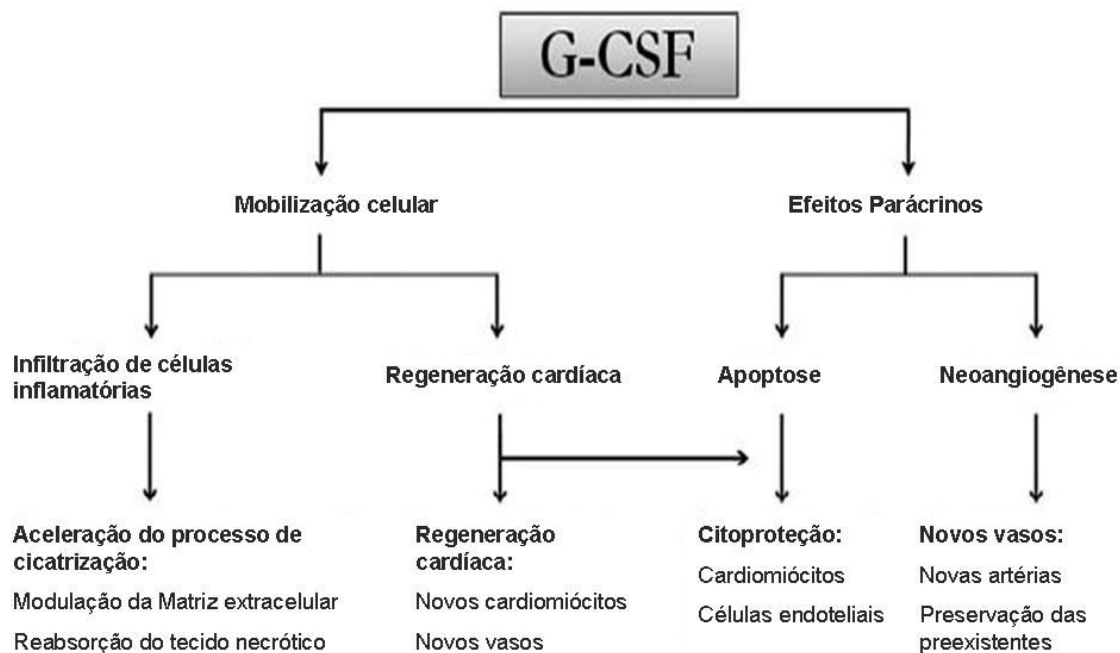 G-CSF
Mobilização celular
Efeitos Parácrinos
Infiltração de células
inflamatórias
Regeneração cardíaca
Apoptose
Neoangiogênese
Aceleração do processo de
cicatrização:
Modulação da Matriz extracelular
Reabsorção do tecido necrótico
Regeneração
cardíaca:
Novos cardiomiócitos
Novos vasos
Citoproteção:
Cardiomiócitos
Células endoteliais
Novos vasos:
Novas artérias
Preservação das
preexistentes